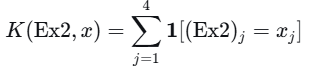 K(Ex2, x) = \sum_{j=1}^{4} \mathbf{1}[(Ex2)_j = x_j]